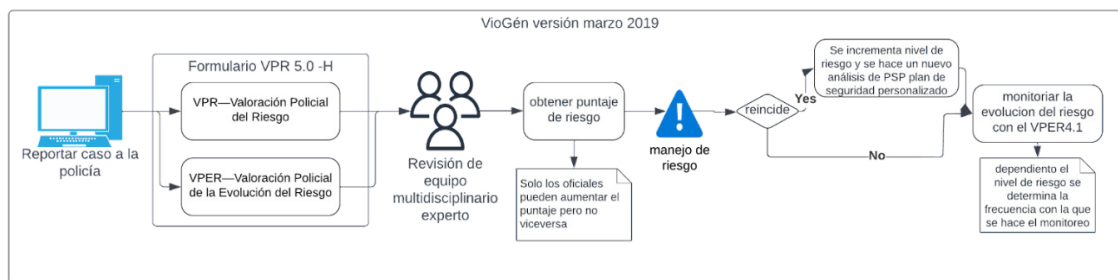 VioGén versión marzo 2019
Formulario VPR 5.0 -H
Reportar caso a la
policía
VPR—Valoración Policial
del Riesgo
VPER—Valoración Policial
de la Evolución del Riesgo
Revisión de
equipo
multidisciplinario
experto
obtener puntaje
de riesgo
Solo los oficiales
pueden aumentar el
puntaje pero no
viceversa
manejo de
riesgo
reincide
Yes
No
Se incrementa nivel de
riesgo y se hace un nuevo
análisis de PSP plan de
seguridad personalizado
monitoriar la
evolucion del riesgo
con el VPER4.1
dependiento el
nivel de riesgo se
determina la
frecuencia con la que
se hace el monitoreo